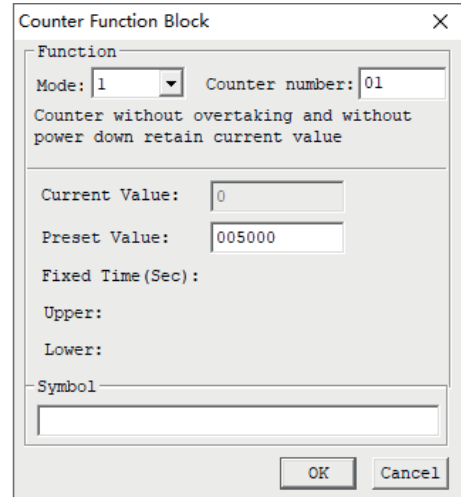 Counter Function Block
Function
Mode: 1 Counter number: 01
Counter without overtaking and without
power down retain current value
Current Value: 0
Preset Value: 005000
Fixed Time(Sec):
Upper:
Lower:
Symbol
OK Cancel